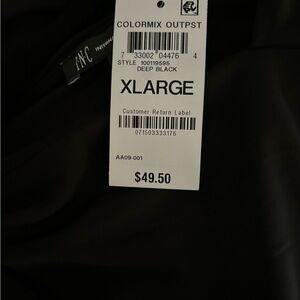 COLORMIX OUTPST
7 33002 04476 4
STYLE 100119595
DEEP BLACK
XLARGE
Customer Return Label
071503333176
AA09-001
$49.50
I.N.C